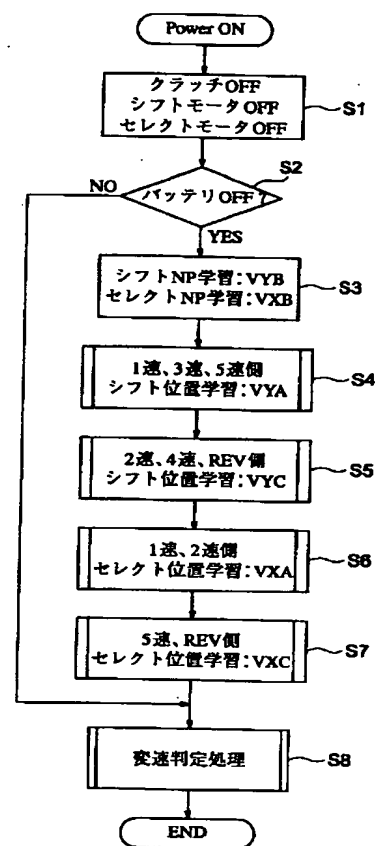 Power ON
クラッチOFF
シフトモータOFF
セレクトモータOFF
S1
S2
バッテリOFF?
NO
YES
シフトNP学習:VYB
セレクトNP学習:VXB
S3
1速、3速、5速側
シフト位置学習:VYA
S4
2速、4速、REV側
シフト位置学習:VYC
S5
1速、2速側
セレクト位置学習:VXA
S6
5速、REV側
セレクト位置学習:VXC
S7
変速判定処理
S8
END